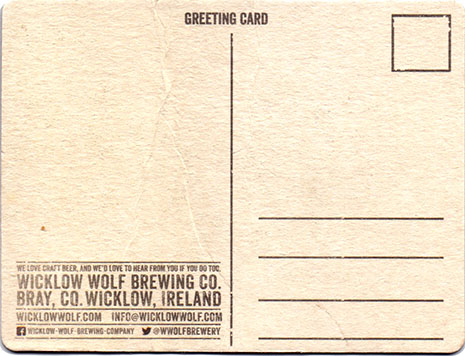 GREETING CARD
WE LOVE CRAFT BEER, AND WE'D LOVE TO HEAR FROM YOU IF YOU DO TOO.
WICKLOW WOLF BREWING CO.
BRAY, CO. WICKLOW, IRELAND
WICKLOWWOLF.COM INFO@WICKLOWWOLF.COM
WICKLOW-WOLF-BREWING-COMPANY @WWOLFBREWERY